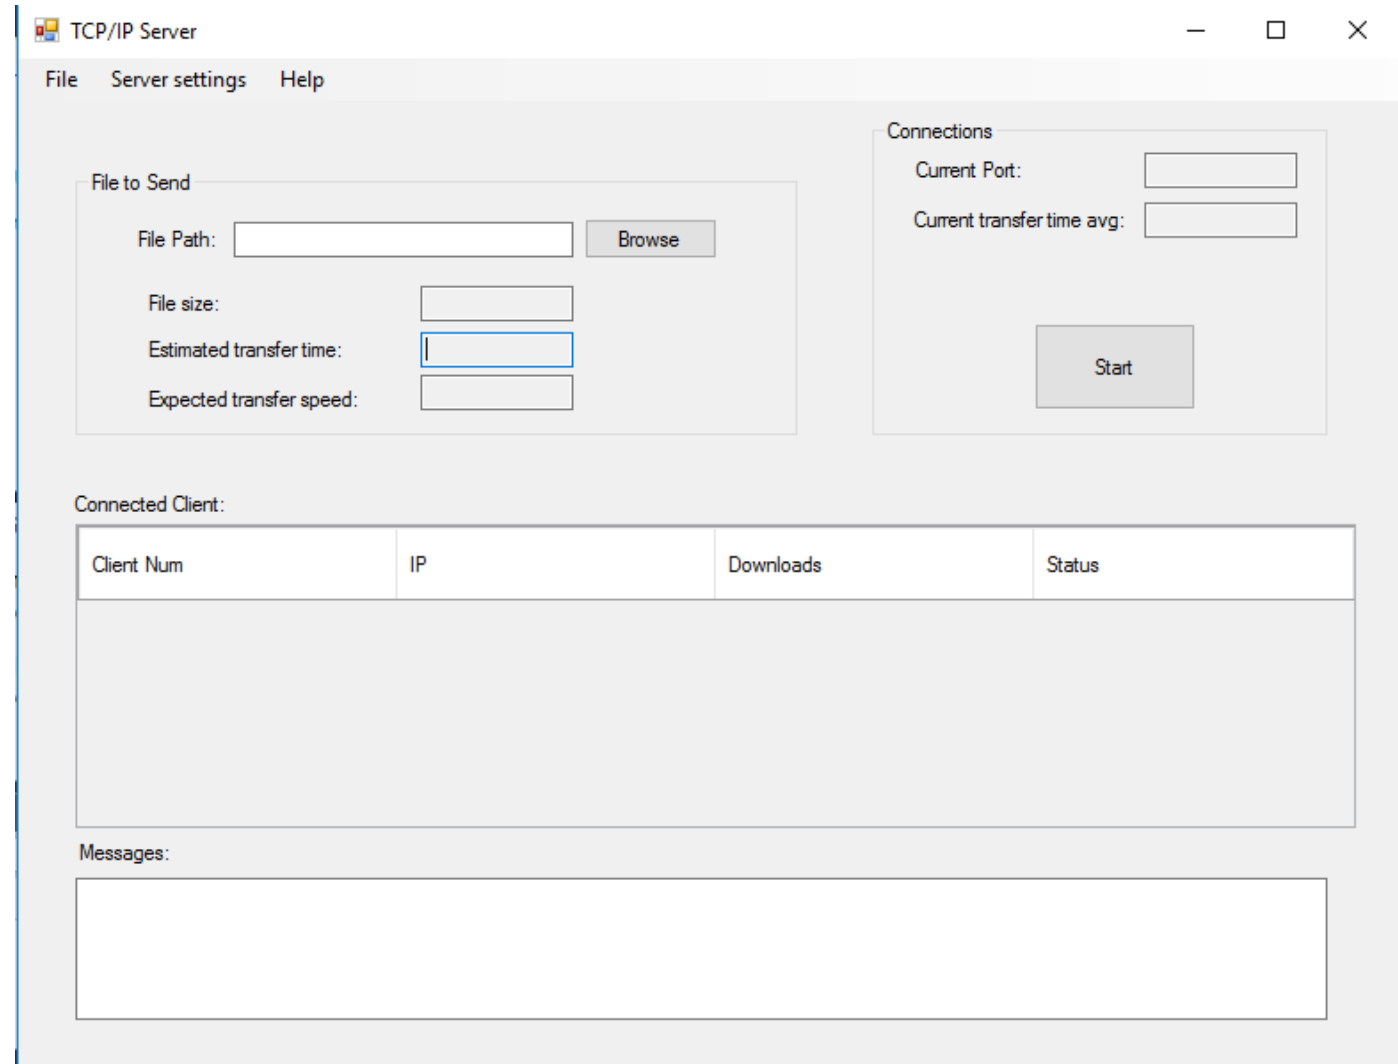 TCP/IP Server
File Server settings Help
Connections
Current Port:
Current transfer time avg:
Start
File to Send
File Path: Browse
File size:
Estimated transfer time:
Expected transfer speed:
Connected Client:
Client Num IP Downloads Status
Messages: